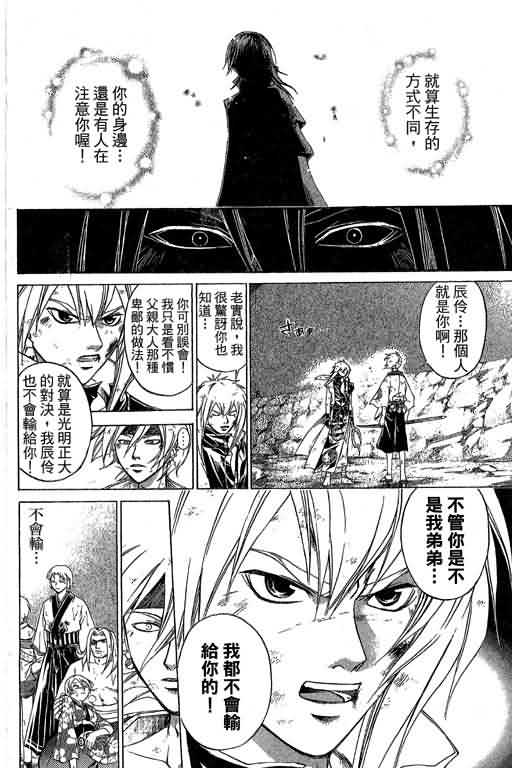 就算生存的
方式不同，
你的身邊…
還是有人在
注意你喔！
辰伶…那個人
就是你啊！
さぁぁぁ…
老實說，我
很驚訝你也
知道…
你可別誤會！
我只是看不慣
父親大人那種
卑鄙的做法！
…
就算是光明正大
的對決，我辰伶
也不會輸給你！
不管你是不
是我弟弟…
我都不會輸
給你的！
不會輸…